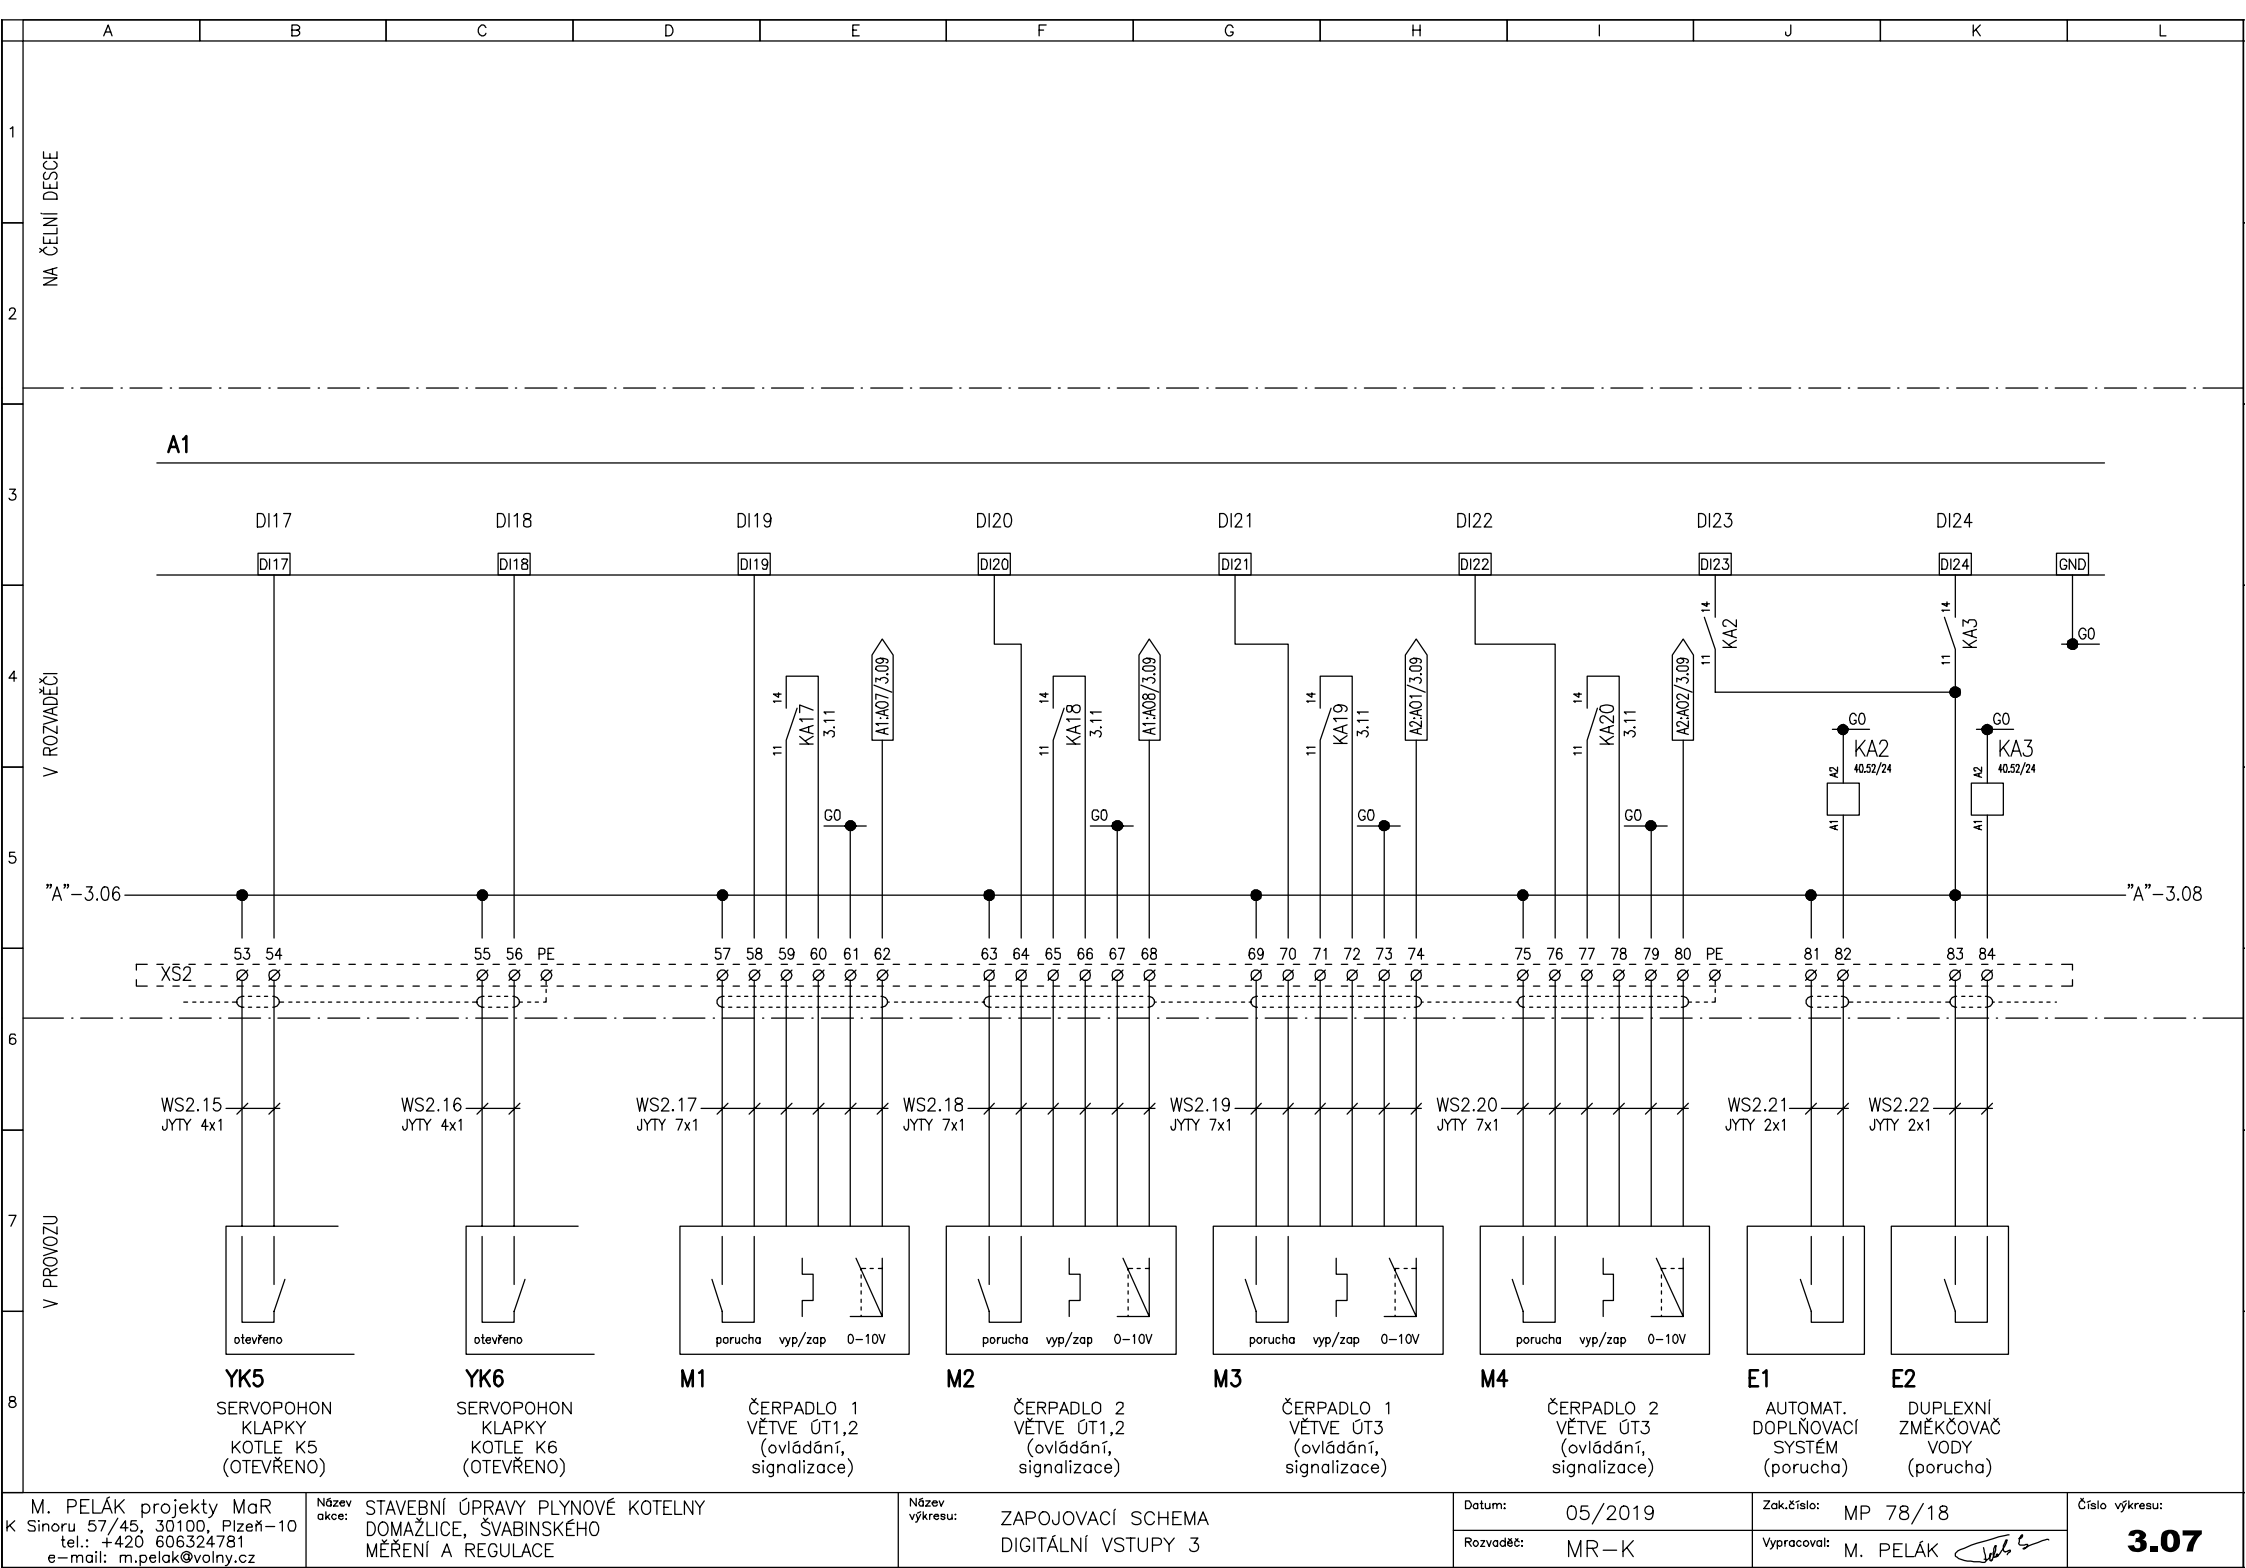 A B C D E F G H I J K L
1
2
3
4
5
6
7
8
NA ČELNÍ DESCE
V ROZVADĚČI
V PROVOZU
A1
DI17 DI18 DI19 DI20 DI21 DI22 DI23 DI24
DI17 DI18 DI19 DI20 DI21 DI22 DI23 DI24 GND
14 KA2 11
14 KA3 11
G0
14 KA17 3.11 11
A1:A07/3.09
14 KA18 3.11 11
A1:A08/3.09
14 KA19 3.11 11
A2:A01/3.09
14 KA20 3.11 11
A2:A02/3.09
G0 G0
KA2 KA3
40.52/24 40.52/24
A2 A2
A1 A1
G0 G0 G0 G0
"A"-3.06 "A"-3.08
53 54 55 56 PE 57 58 59 60 61 62 63 64 65 66 67 68 69 70 71 72 73 74 75 76 77 78 79 80 PE 81 82 83 84
XS2
WS2.15 WS2.16 WS2.17 WS2.18 WS2.19 WS2.20 WS2.21 WS2.22
JYTY 4x1 JYTY 4x1 JYTY 7x1 JYTY 7x1 JYTY 7x1 JYTY 7x1 JYTY 2x1 JYTY 2x1
otevřeno otevřeno porucha vyp/zap 0-10V porucha vyp/zap 0-10V porucha vyp/zap 0-10V porucha vyp/zap 0-10V
YK5
SERVOPOHON
KLAPKY
KOTLE K5
(OTEVŘENO)
YK6
SERVOPOHON
KLAPKY
KOTLE K6
(OTEVŘENO)
M1
ČERPADLO 1
VĚTVE ÚT1,2
(ovládání,
signalizace)
M2
ČERPADLO 2
VĚTVE ÚT1,2
(ovládání,
signalizace)
M3
ČERPADLO 1
VĚTVE ÚT3
(ovládání,
signalizace)
M4
ČERPADLO 2
VĚTVE ÚT3
(ovládání,
signalizace)
E1
AUTOMAT.
DOPLŇOVACÍ
SYSTÉM
(porucha)
E2
DUPLEXNÍ
ZMĚKČOVAČ
VODY
(porucha)
M. PELÁK projekty MaR
K Sinoru 57/45, 30100, Plzeň-10
tel.: +420 606324781
e-mail: m.pelak@volny.cz
Název akce:
STAVEBNÍ ÚPRAVY PLYNOVÉ KOTELNY
DOMAŽLICE, ŠVABINSKÉHO
MĚŘENÍ A REGULACE
Název výkresu:
ZAPOJOVACÍ SCHEMA
DIGITÁLNÍ VSTUPY 3
Datum: 05/2019
Rozvaděč: MR-K
Zak.číslo: MP 78/18
Vypracoval: M. PELÁK
Číslo výkresu:
3.07